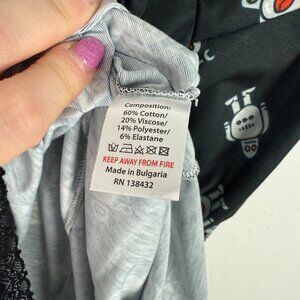 Composition:
60% Cotton/
20% Viscose/
14% Polyester/
6% Elastane
KEEP AWAY FROM FIRE
Made in Bulgaria
RN 138432